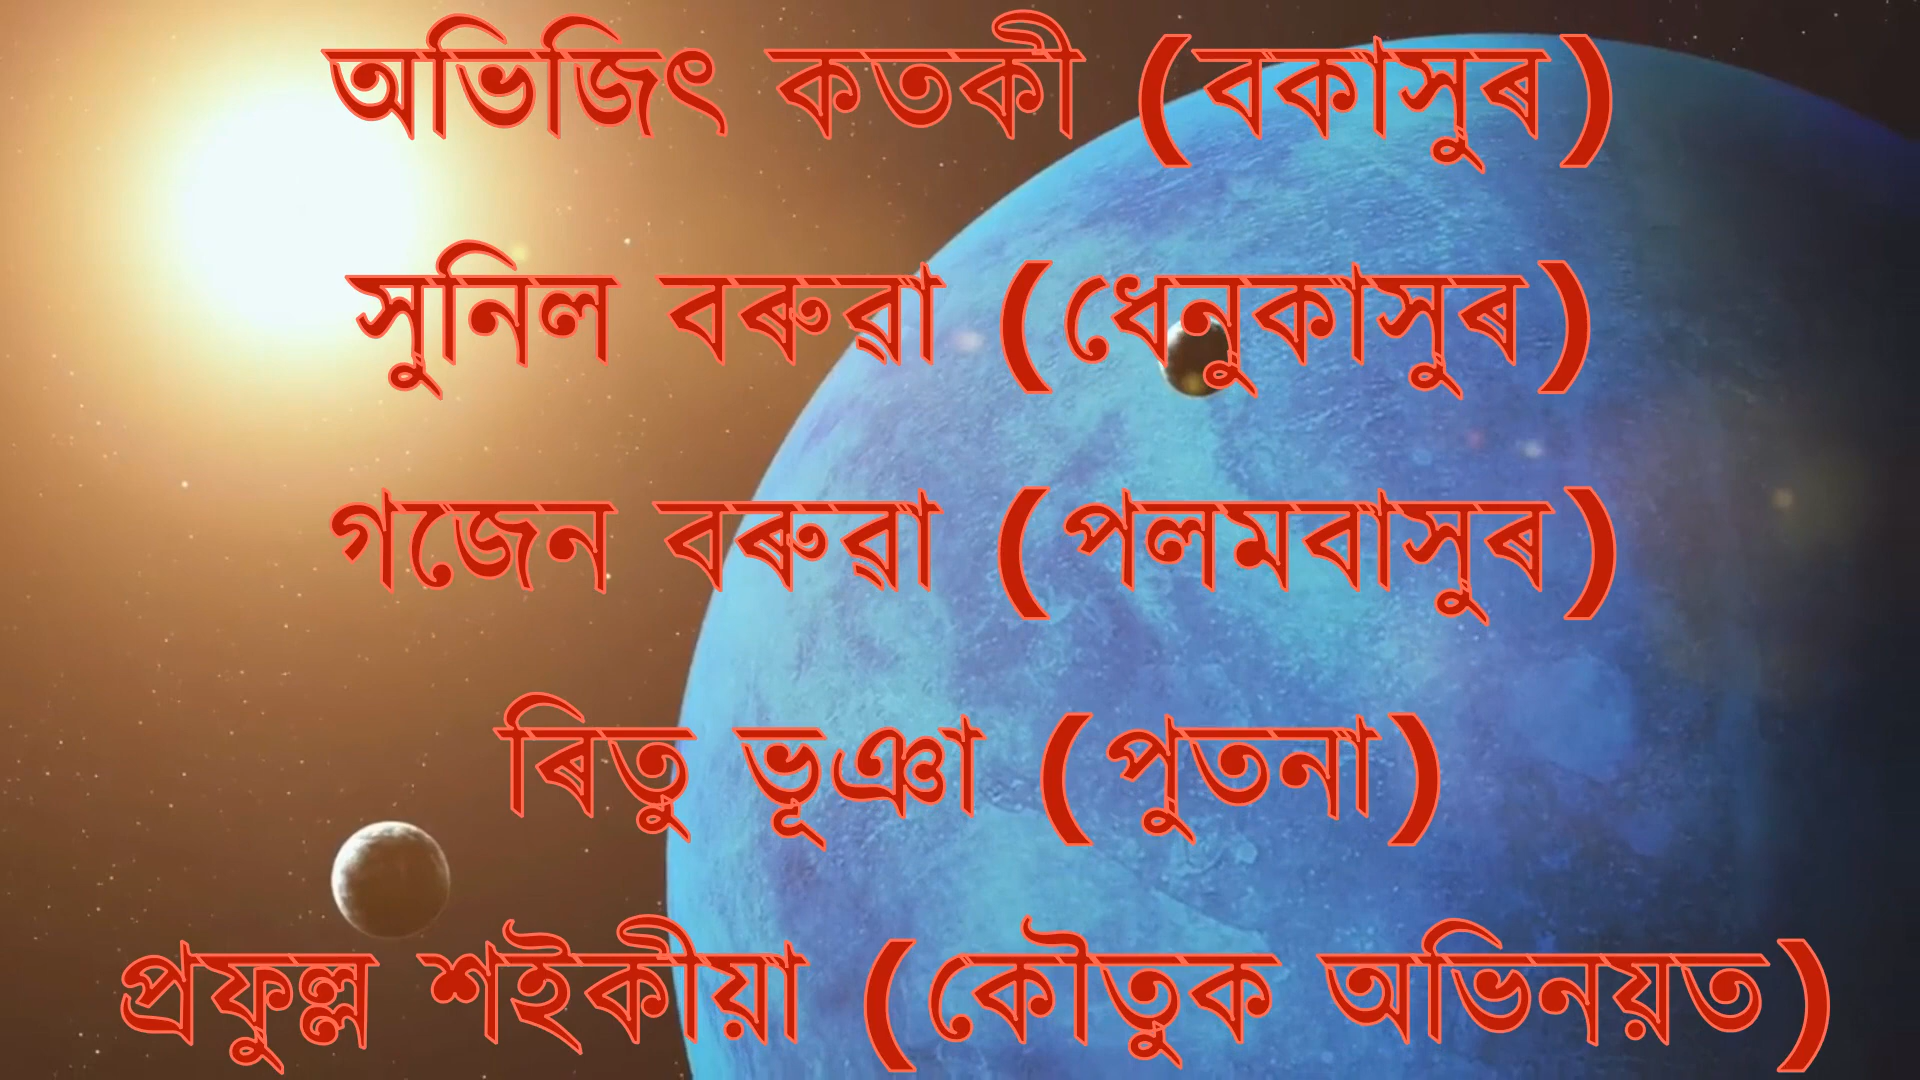 অভিজিৎ কতকী (বকাসুৰ)
সুনিল বৰুৱা (ধেনুকাসুৰ)
গজেন বৰুৱা (পলমবাসুৰ)
ৰিতু ভূঞা (পুতনা)
প্ৰফুল্ল শইকীয়া (কৌতুক অভিনয়ত)